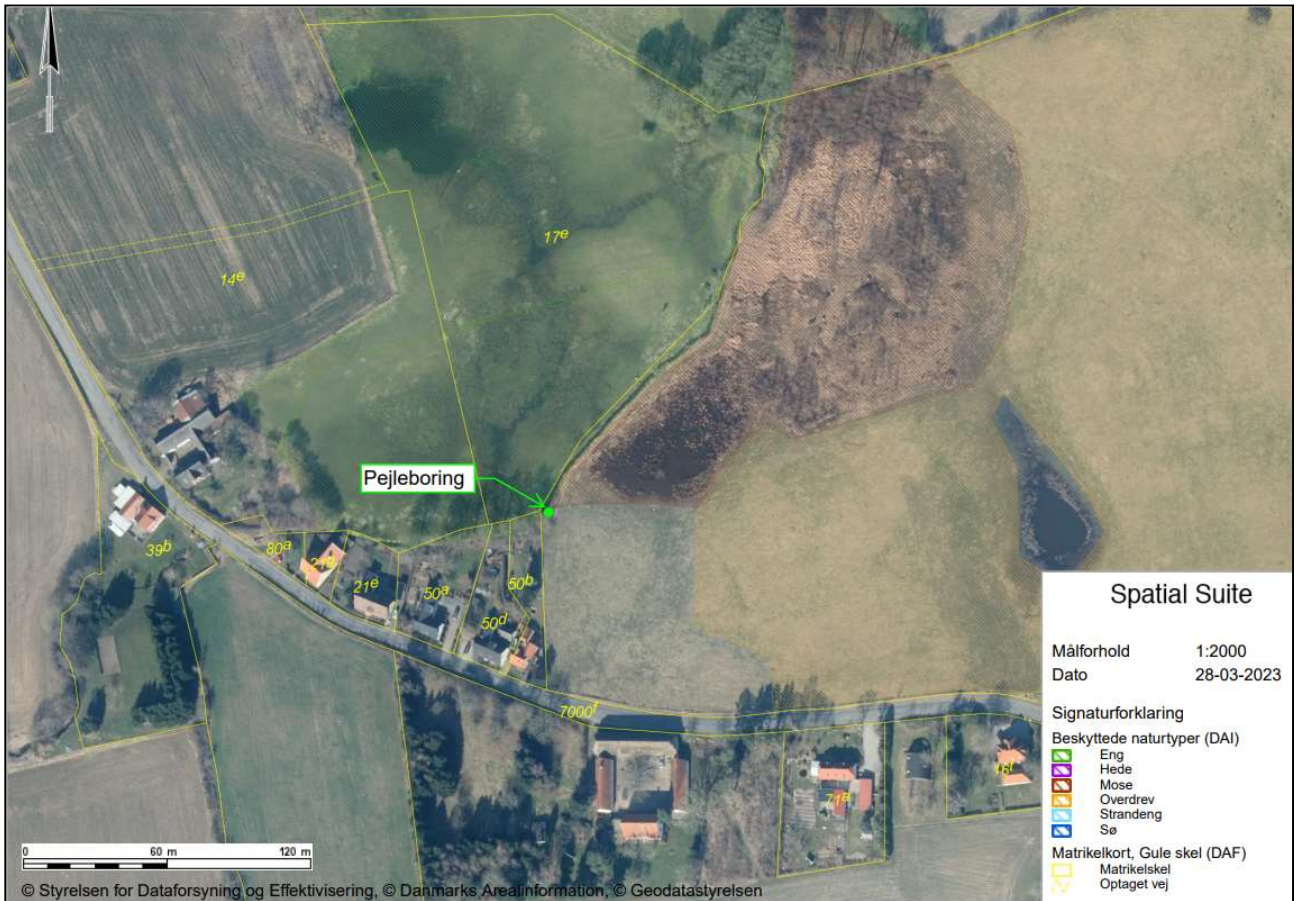 17e
14e
Pejleboring
39b
80a
21e
50a
50b
50d
7000f
71a
Spatial Suite
Målforhold 1:2000
Dato 28-03-2023
Signaturforklaring
Beskyttede naturtyper (DAI)
Eng
Hede
Mose
Overdrev
Strandeng
Sø
Matrikelkort, Gule skel (DAF)
Matrikelskel
Optaget vej
0 60 m 120 m
© Styrelsen for Dataforsyning og Effektivisering, © Danmarks Arealinformation, © Geodatastyrelsen